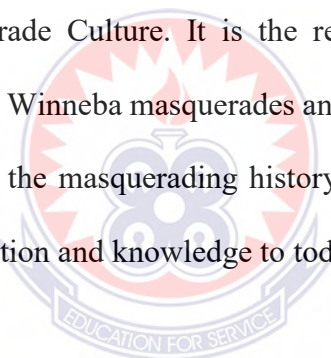 rade Culture. It is the re
Winneba masquerades an
the masquerading history
tion and knowledge to tod
EDUCATION FOR SERVICE